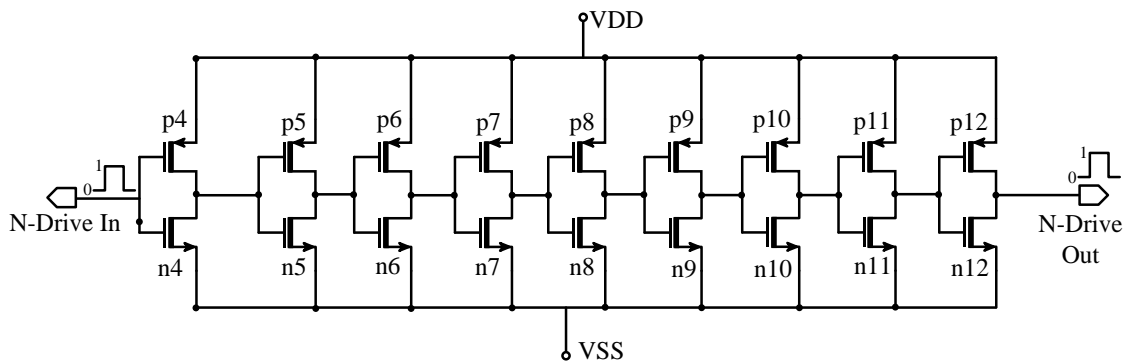 VDD
p4 p5 p6 p7 p8 p9 p10 p11 p12
1
0
1
0
N-Drive In
N-Drive
Out
n4 n5 n6 n7 n8 n9 n10 n11 n12
VSS